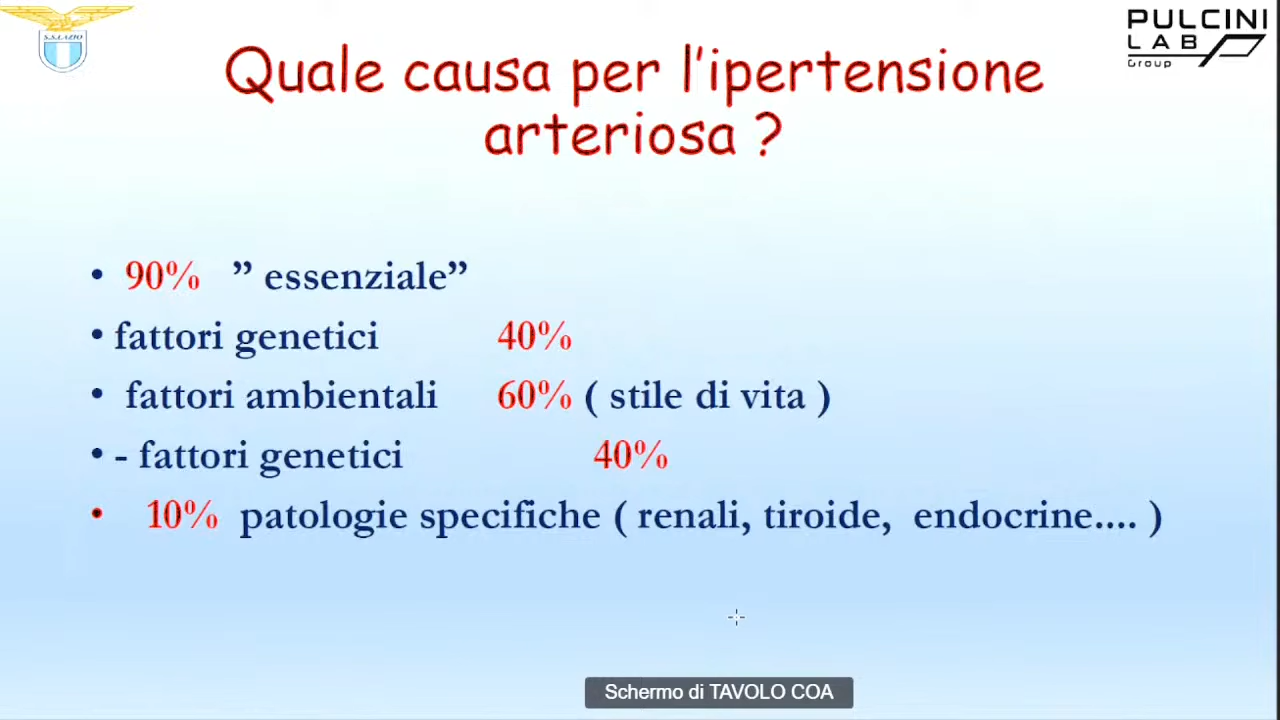 S.S.LAZIO
PULCINI
LAB
Group
Quale causa per l'ipertensione
arteriosa ?
• 90% ” essenziale”
• fattori genetici 40%
• fattori ambientali 60% ( stile di vita )
• - fattori genetici 40%
• 10% patologie specifiche ( renali, tiroide, endocrine.... )
Schermo di TAVOLO COA